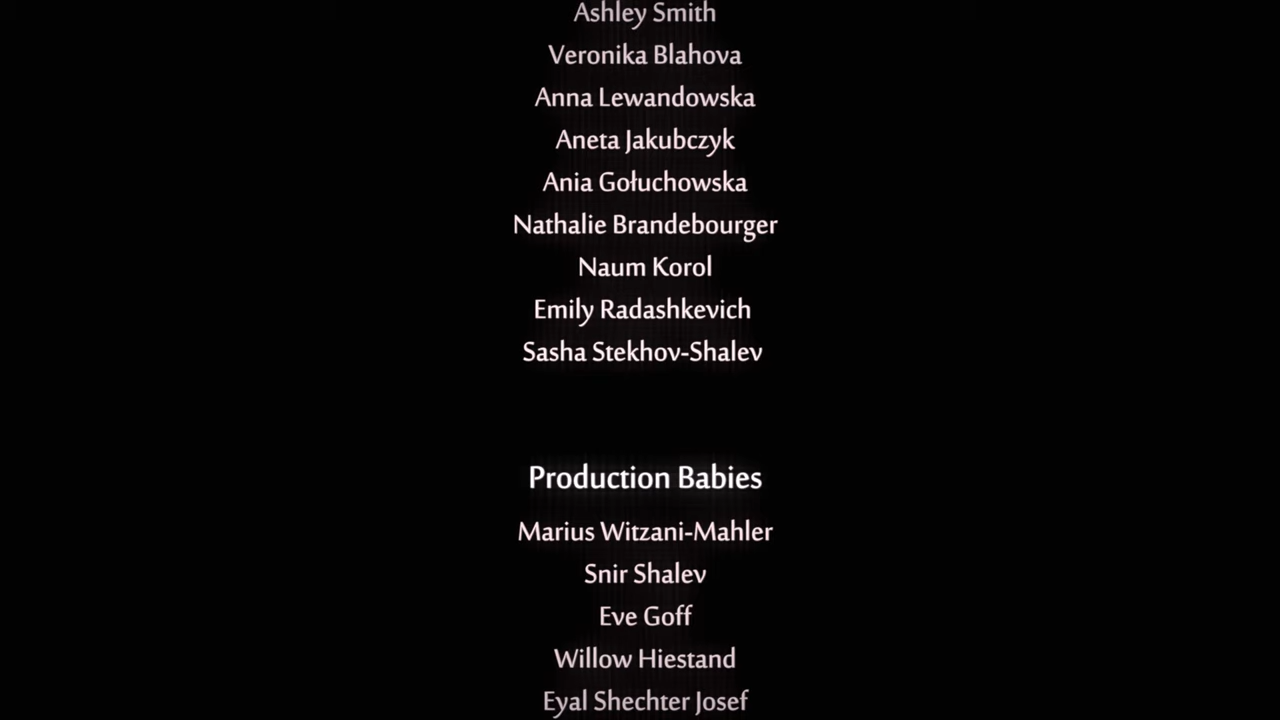 Ashley Smith
Veronika Blahova
Anna Lewandowska
Aneta Jakubczyk
Ania Gołuchowska
Nathalie Brandebourger
Naum Korol
Emily Radashkevich
Sasha Stekhov-Shalev
Production Babies
Marius Witzani-Mahler
Snir Shalev
Eve Goff
Willow Hiestand
Eyal Shechter Josef